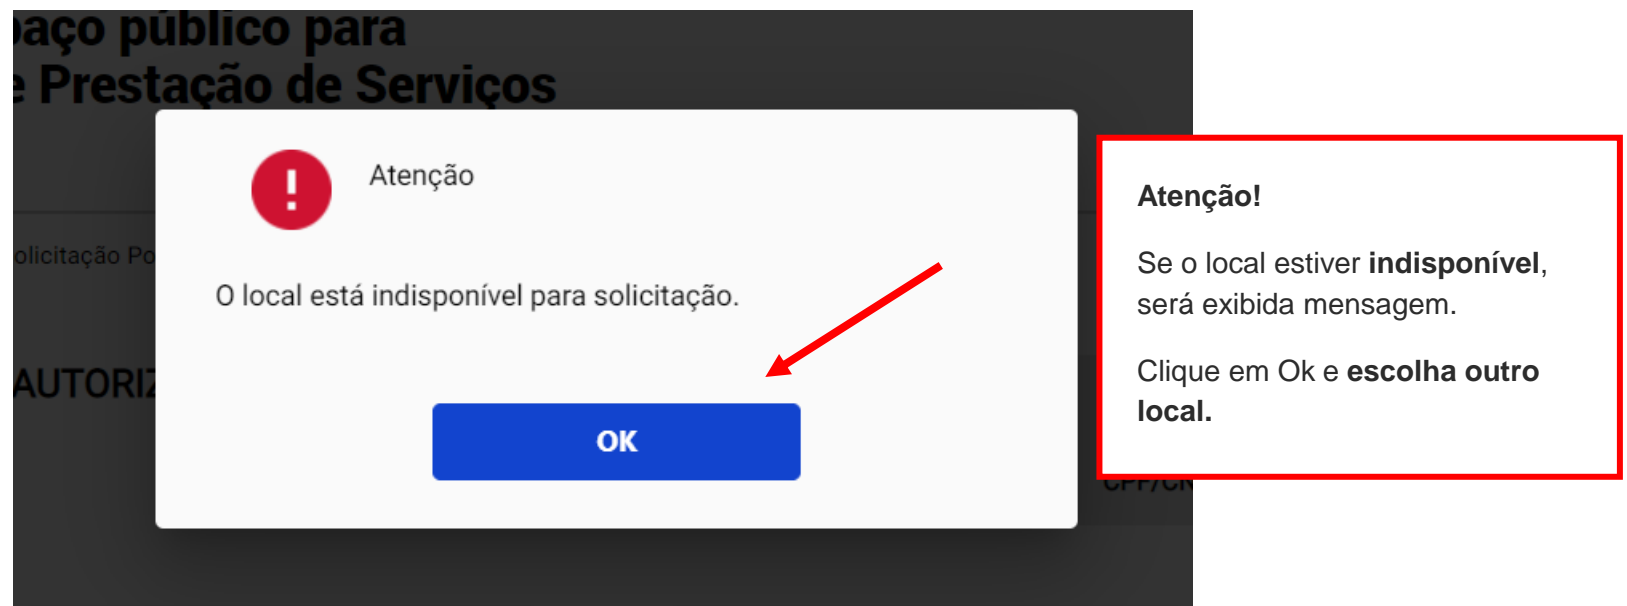 paço público para
e Prestação de Serviços
Atenção
olicitação Po
O local está indisponível para solicitação.
AUTORIZ
OK
Atenção!
Se o local estiver indisponível,
será exibida mensagem.
Clique em Ok e escolha outro
local.